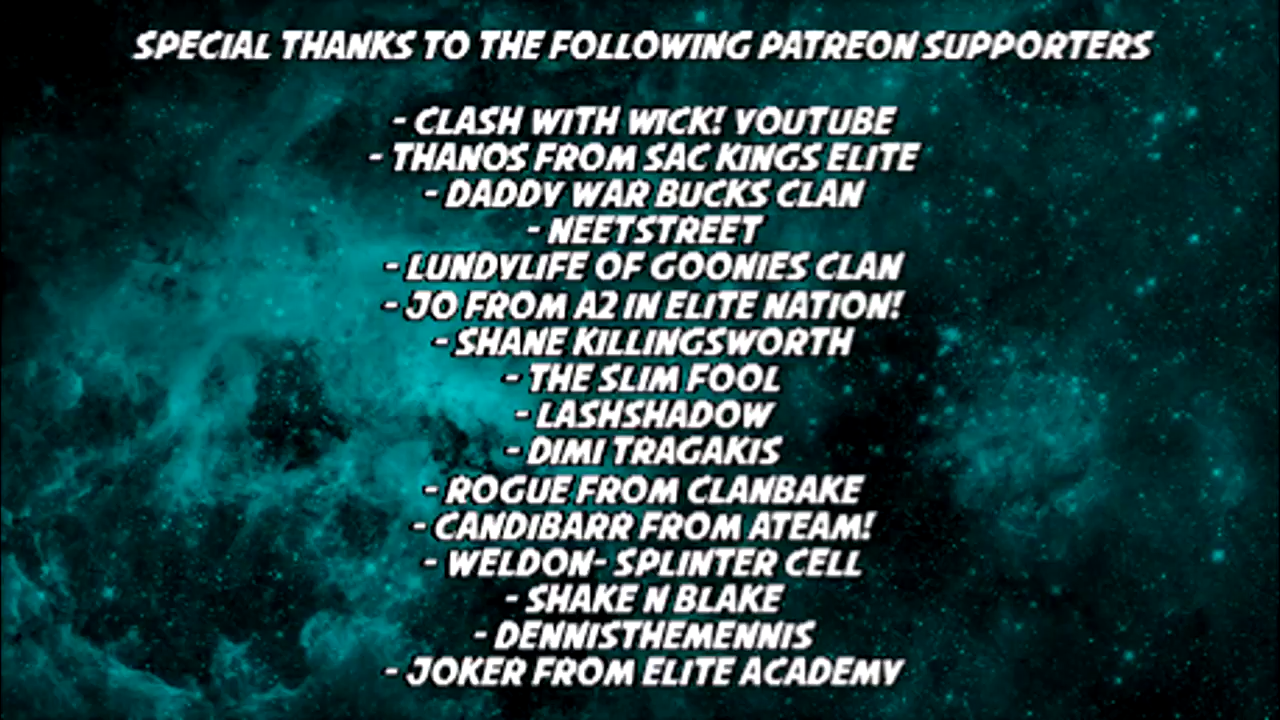 SPECIAL THANKS TO THE FOLLOWING PATREON SUPPORTERS
- CLASH WITH WICK! YOUTUBE
- THANOS FROM SAC KINGS ELITE
- DADDY WAR BUCKS CLAN
- NEETSTREET
- LUNDYLIFE OF GOONIES CLAN
- JO FROM A2 IN ELITE NATION!
- SHANE KILLINGSWORTH
- THE SLIM FOOL
- LASHSHADOW
- DIMI TRAGAKIS
- ROGUE FROM CLANBAKE
- CANDIBARR FROM ATEAM!
- WELDON- SPLINTER CELL
- SHAKE N BLAKE
- DENNISTHEMENNIS
- JOKER FROM ELITE ACADEMY